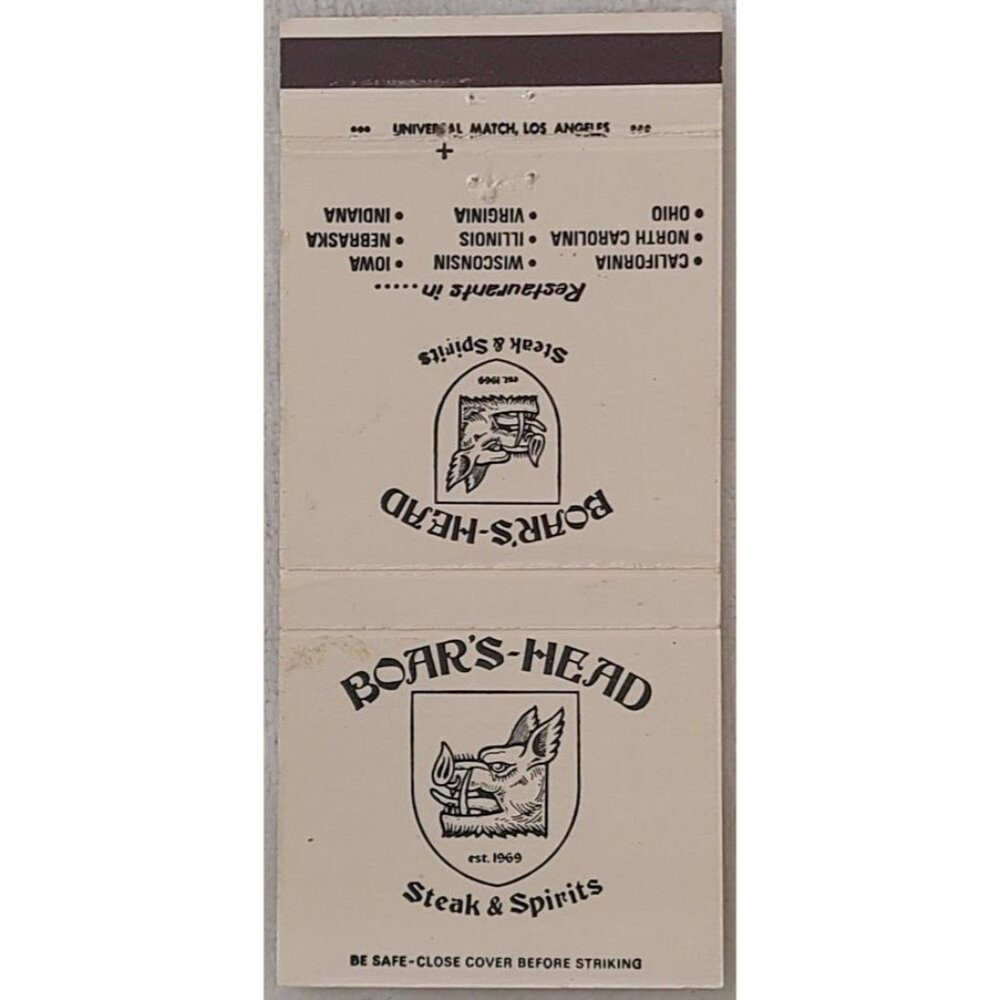 ••• UNIVERSAL MATCH, LOS ANGELES •••
+
BOAR'S-HEAD
est. 1969
Steak & Spirits
Restaurants in.....
• CALIFORNIA • WISCONSIN • IOWA
• NORTH CAROLINA • ILLINOIS • NEBRASKA
• OHIO • VIRGINIA • INDIANA
BOAR'S-HEAD
est. 1969
Steak & Spirits
BE SAFE-CLOSE COVER BEFORE STRIKING